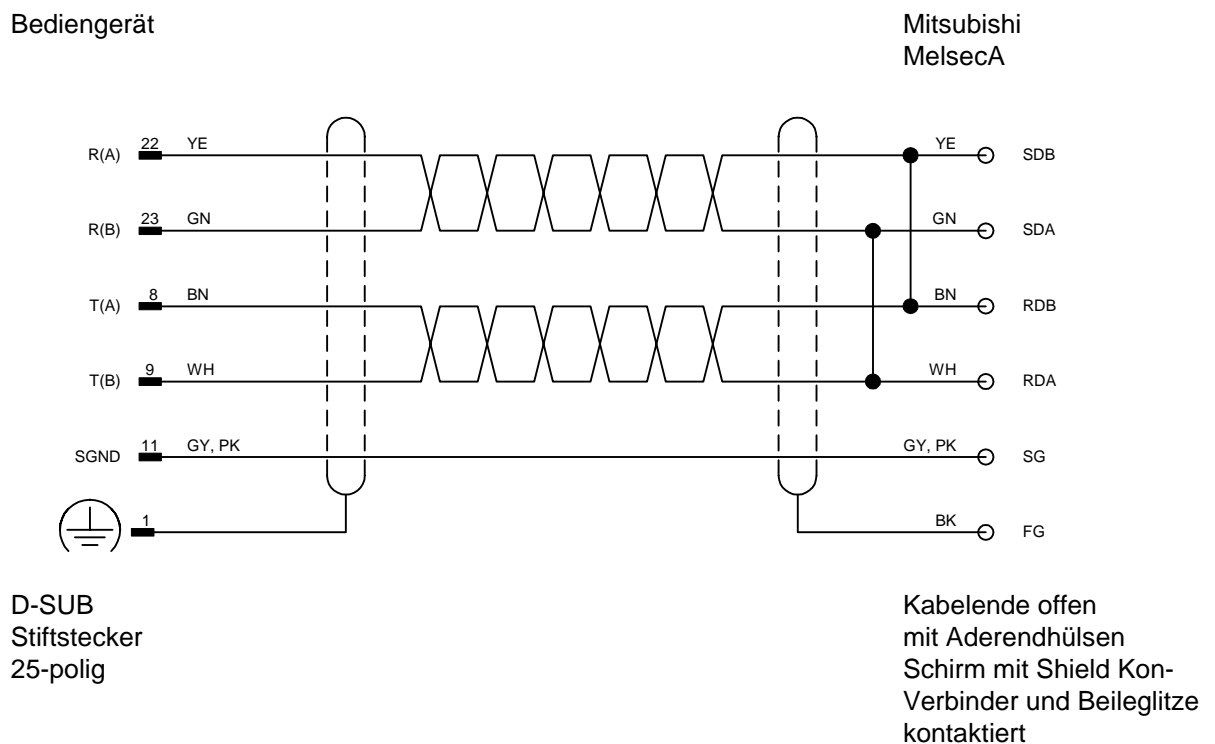 Bediengerät
Mitsubishi
MelsecA
R(A) 22 YE YE SDB
R(B) 23 GN GN SDA
T(A) 8 BN BN RDB
T(B) 9 WH WH RDA
SGND 11 GY, PK GY, PK SG
1 BK FG
D-SUB
Stiftstecker
25-polig
Kabelende offen
mit Aderendhülsen
Schirm mit Shield Kon-
Verbinder und Beileglitze
kontaktiert